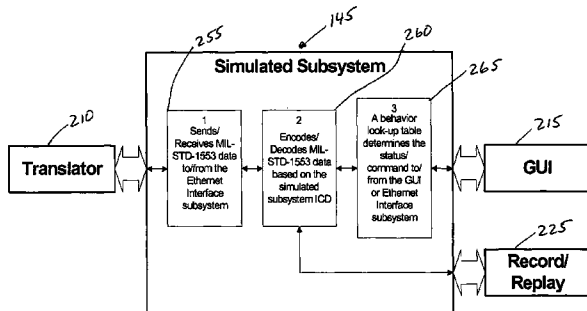 145
255
260
Simulated Subsystem
265
210
Translator
1
Sends/
Receives MIL-
STD-1553 data
to/from the
Ethernet
Interface
subsystem
2
Encodes/
Decodes MIL-
STD-1553 data
based on the
simulated
subsystem ICD
3
A behavior
look-up table
determines the
status/
command to/
from the GUI
or Ethernet
Interface
subsystem
215
GUI
225
Record/
Replay